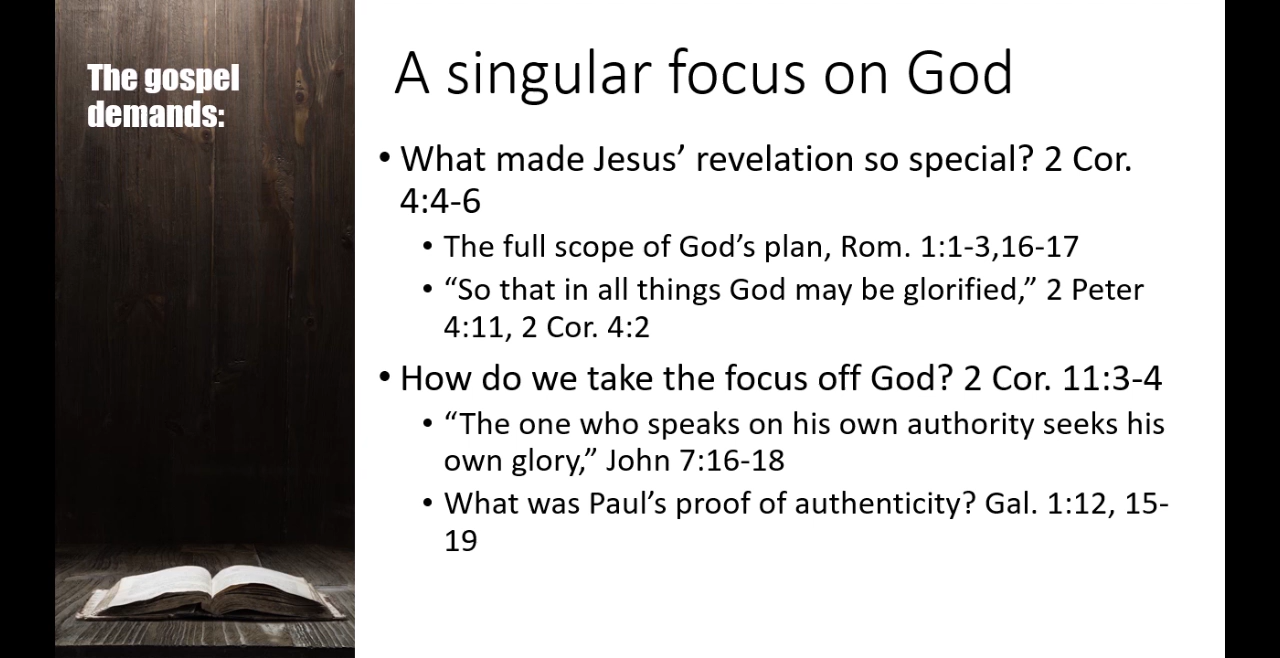 The gospel
demands:
A singular focus on God
• What made Jesus’ revelation so special? 2 Cor.
4:4-6
• The full scope of God’s plan, Rom. 1:1-3,16-17
• “So that in all things God may be glorified,” 2 Peter
4:11, 2 Cor. 4:2
• How do we take the focus off God? 2 Cor. 11:3-4
• “The one who speaks on his own authority seeks his
own glory,” John 7:16-18
• What was Paul’s proof of authenticity? Gal. 1:12, 15-
19